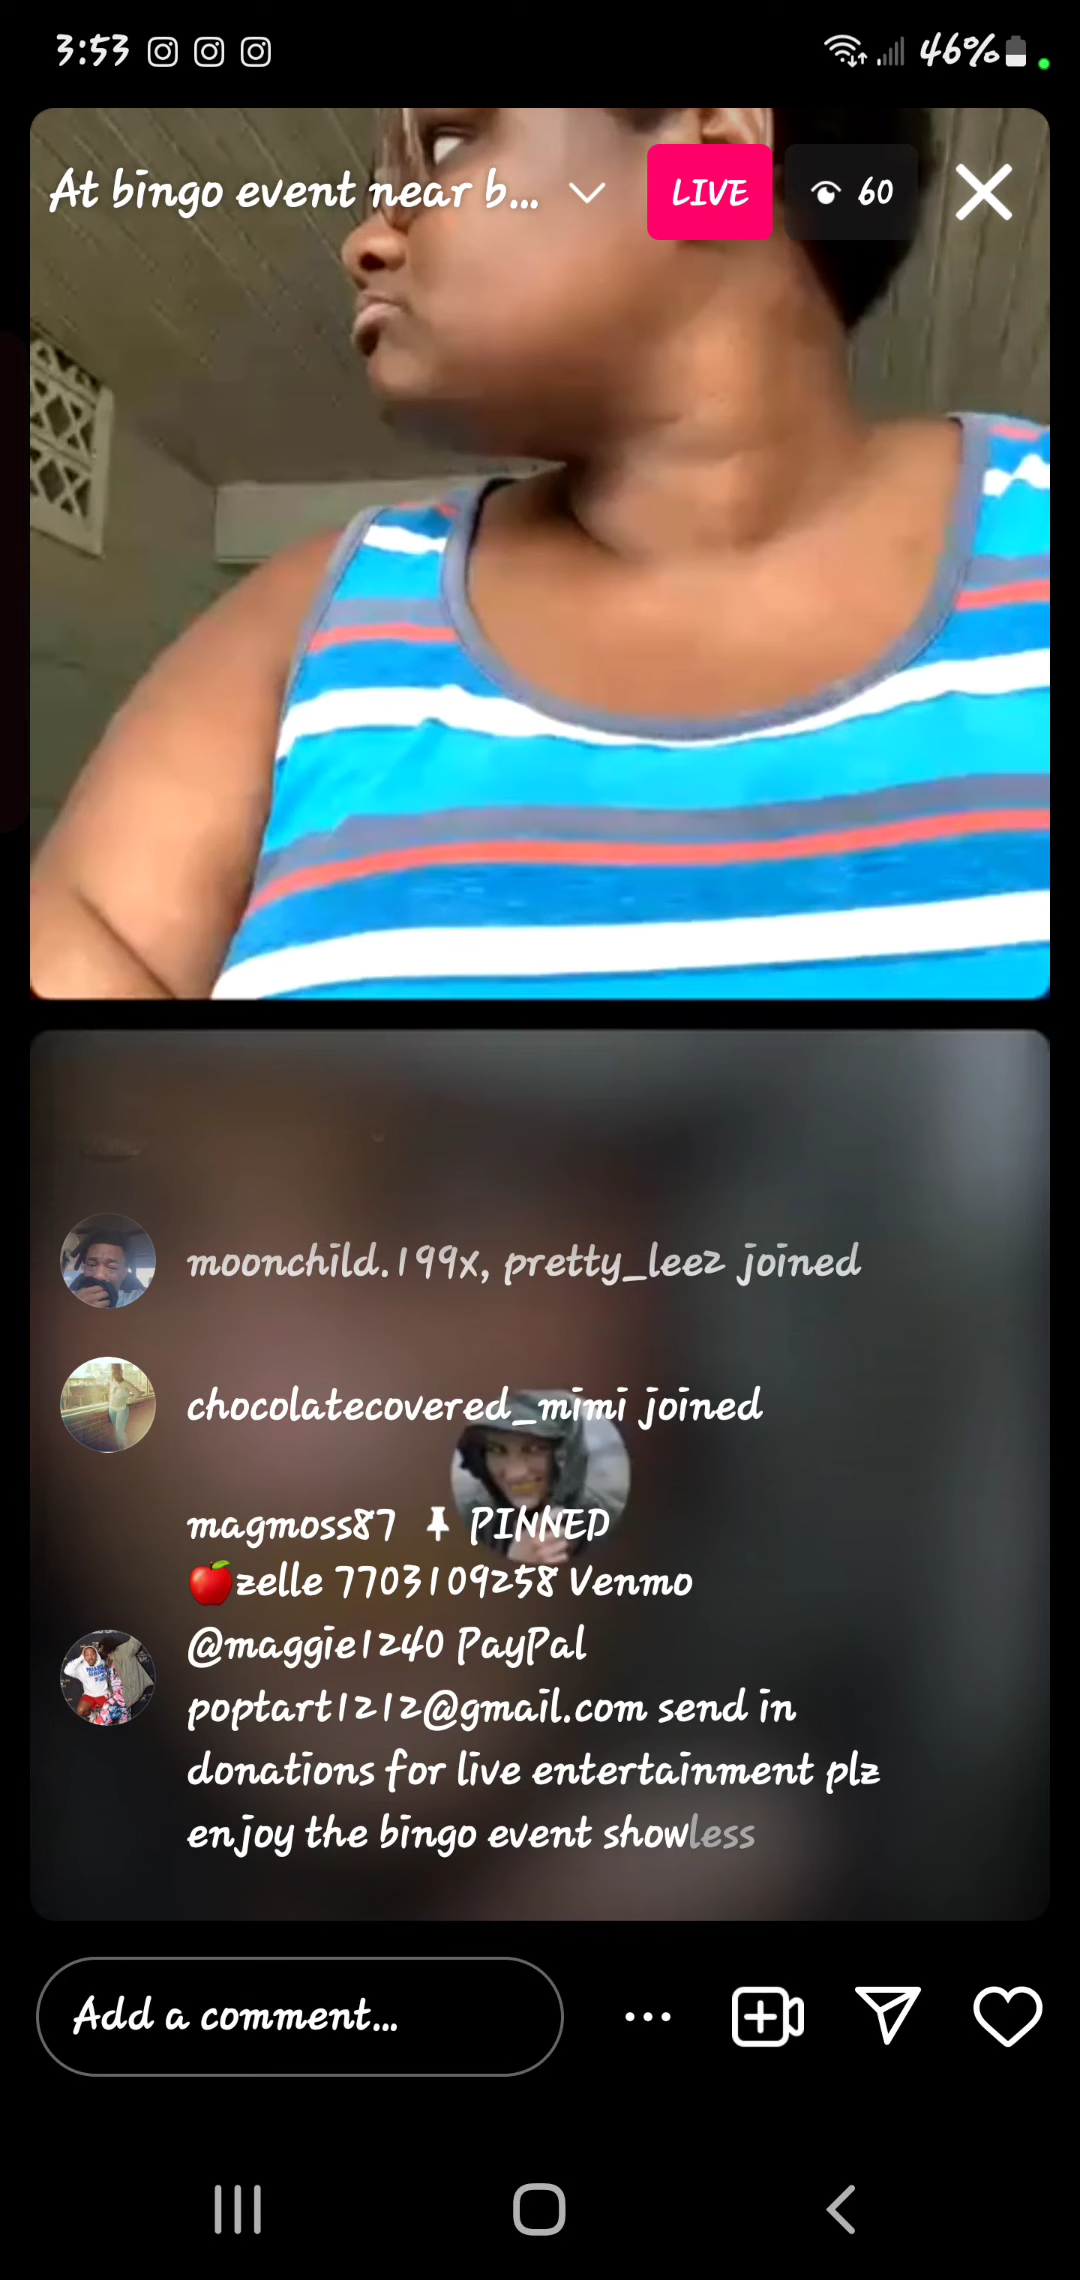 3:53 46%
At bingo event near b... LIVE 60
moonchild.199x, pretty_leez joined
chocolatecovered_mimi joined
magmoss87 📌 PINNED
🍎zelle 7703109258 Venmo
@maggie1240 PayPal
poptart1212@gmail.com send in
donations for live entertainment plz
enjoy the bingo event showless
Add a comment...